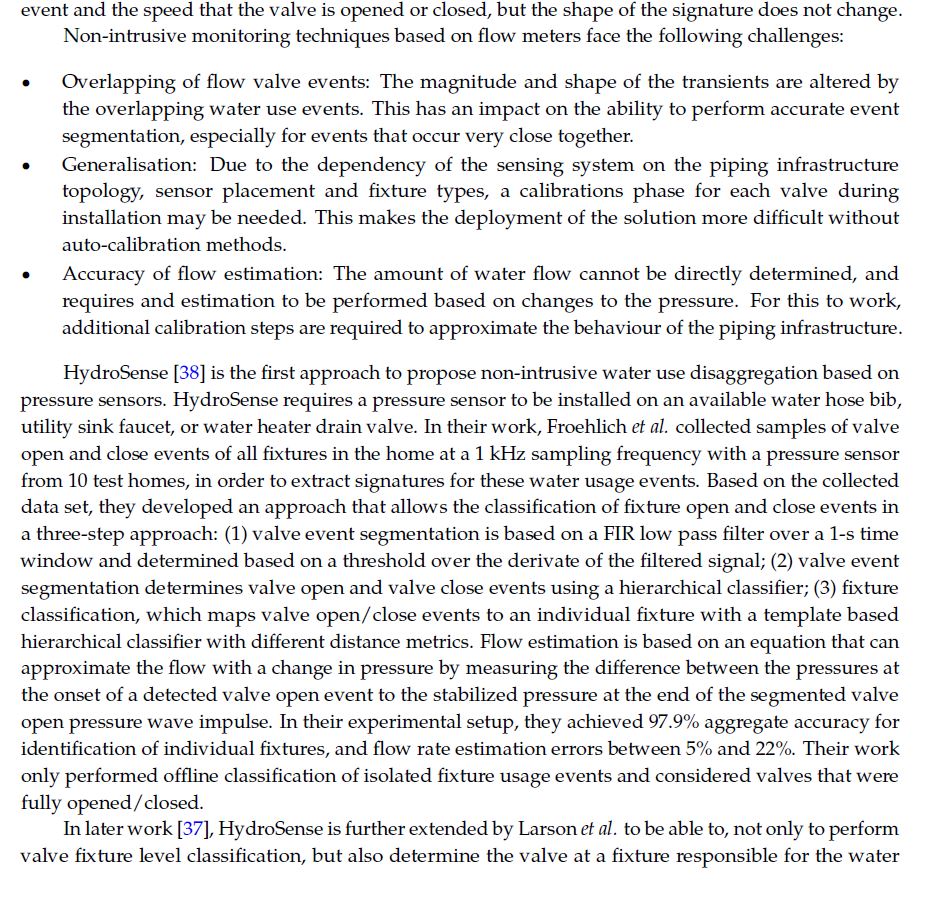 event and the speed that the valve is opened or closed, but the shape of the signature does not change.
Non-intrusive monitoring techniques based on flow meters face the following challenges:
• Overlapping of flow valve events: The magnitude and shape of the transients are altered by
the overlapping water use events. This has an impact on the ability to perform accurate event
segmentation, especially for events that occur very close together.
• Generalisation: Due to the dependency of the sensing system on the piping infrastructure
topology, sensor placement and fixture types, a calibrations phase for each valve during
installation may be needed. This makes the deployment of the solution more difficult without
auto-calibration methods.
• Accuracy of flow estimation: The amount of water flow cannot be directly determined, and
requires and estimation to be performed based on changes to the pressure. For this to work,
additional calibration steps are required to approximate the behaviour of the piping infrastructure.
HydroSense [38] is the first approach to propose non-intrusive water use disaggregation based on
pressure sensors. HydroSense requires a pressure sensor to be installed on an available water hose bib,
utility sink faucet, or water heater drain valve. In their work, Froehlich et al. collected samples of valve
open and close events of all fixtures in the home at a 1 kHz sampling frequency with a pressure sensor
from 10 test homes, in order to extract signatures for these water usage events. Based on the collected
data set, they developed an approach that allows the classification of fixture open and close events in
a three-step approach: (1) valve event segmentation is based on a FIR low pass filter over a 1-s time
window and determined based on a threshold over the derivate of the filtered signal; (2) valve event
segmentation determines valve open and valve close events using a hierarchical classifier; (3) fixture
classification, which maps valve open/close events to an individual fixture with a template based
hierarchical classifier with different distance metrics. Flow estimation is based on an equation that can
approximate the flow with a change in pressure by measuring the difference between the pressures at
the onset of a detected valve open event to the stabilized pressure at the end of the segmented valve
open pressure wave impulse. In their experimental setup, they achieved 97.9% aggregate accuracy for
identification of individual fixtures, and flow rate estimation errors between 5% and 22%. Their work
only performed offline classification of isolated fixture usage events and considered valves that were
fully opened/closed.
In later work [37], HydroSense is further extended by Larson et al. to be able to, not only to perform
valve fixture level classification, but also determine the valve at a fixture responsible for the water